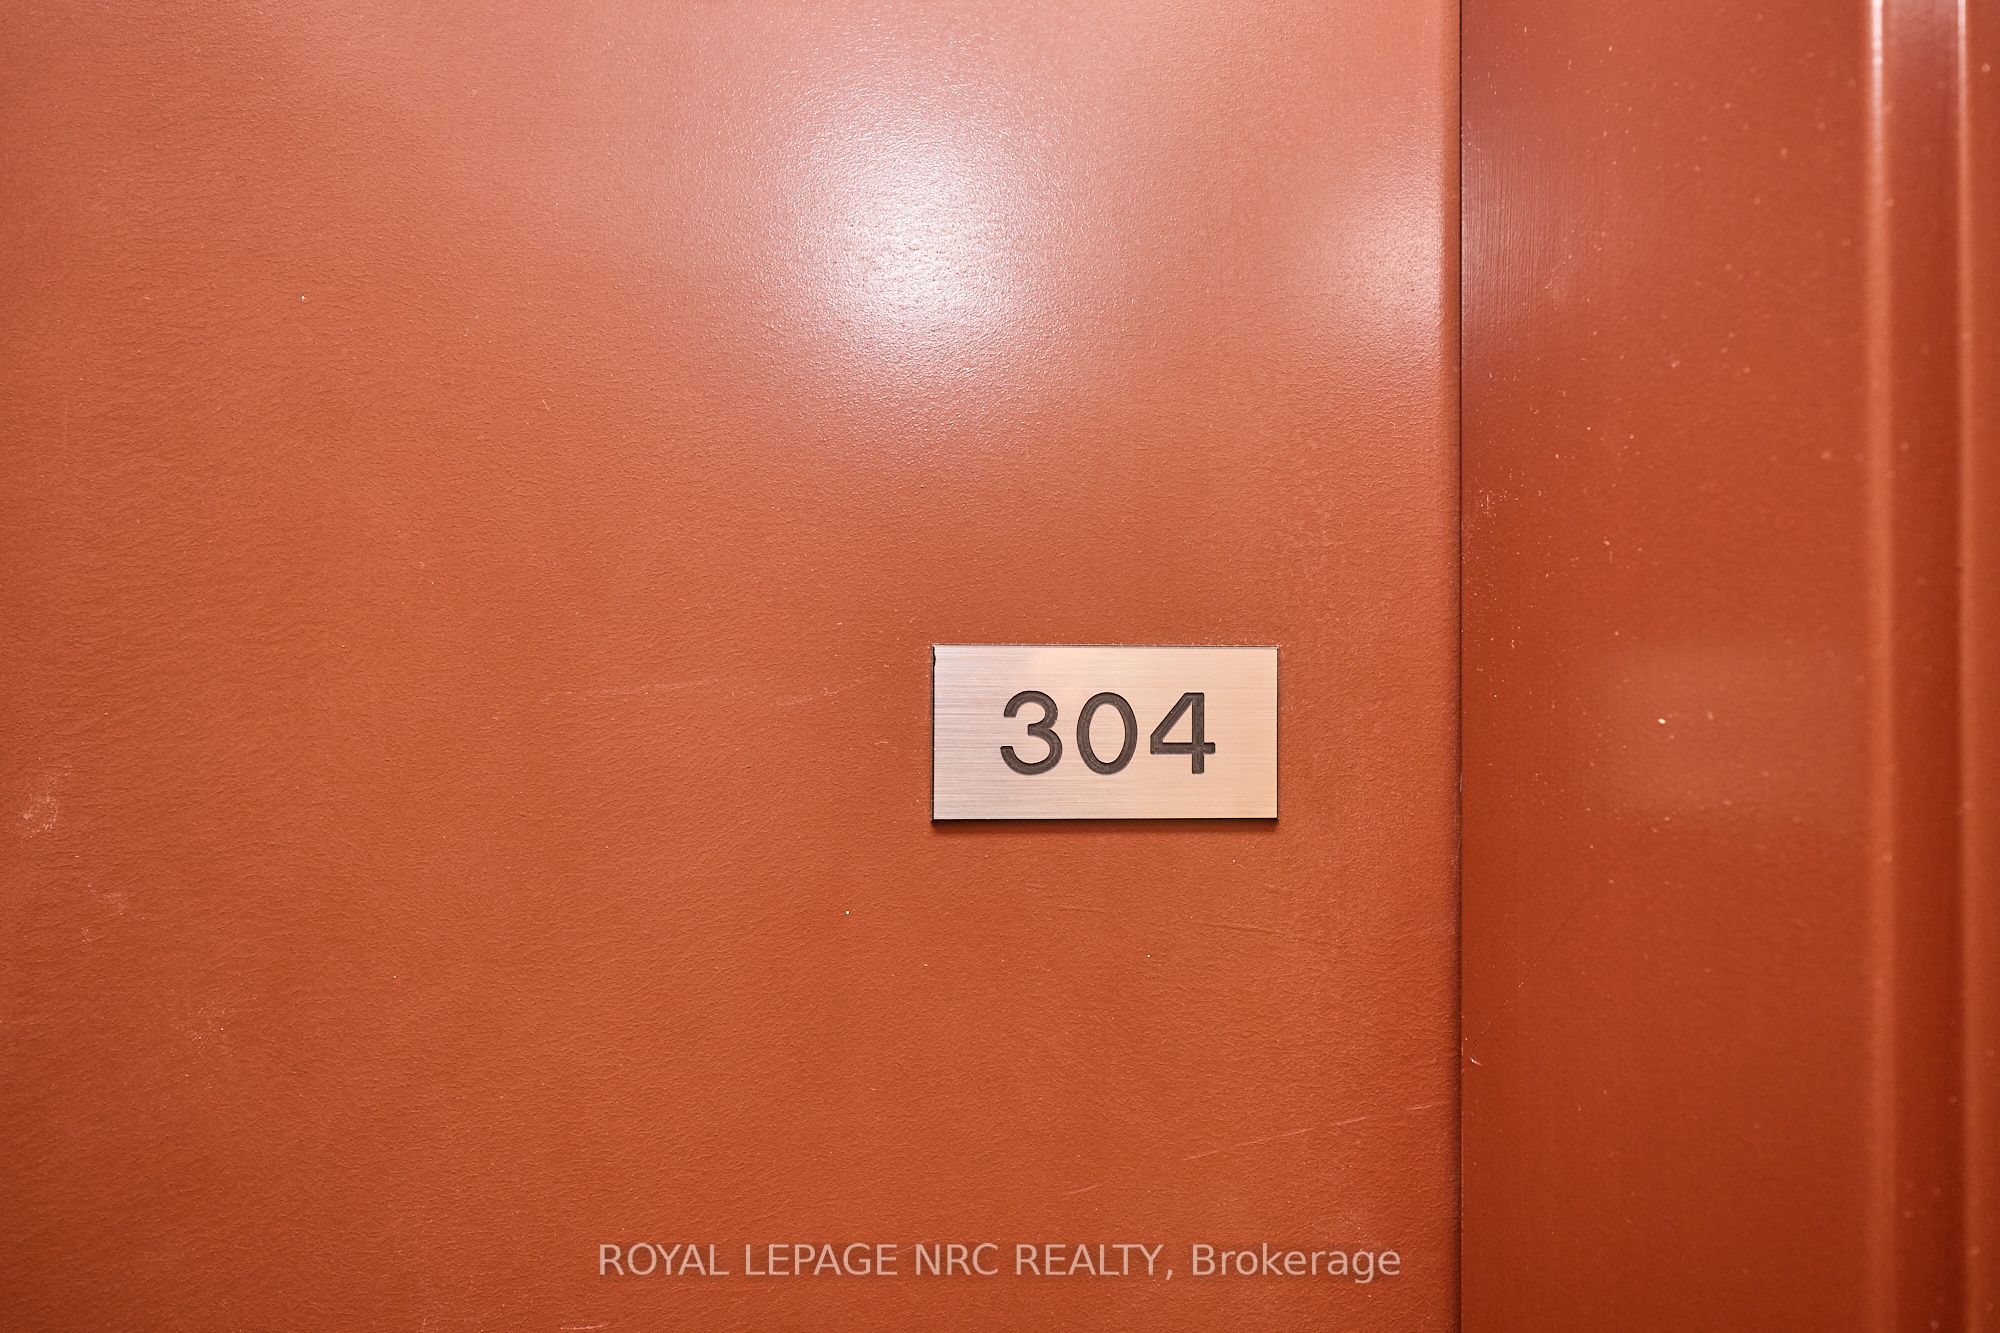 304
ROYAL LEPAGE NRC REALTY, Brokerage